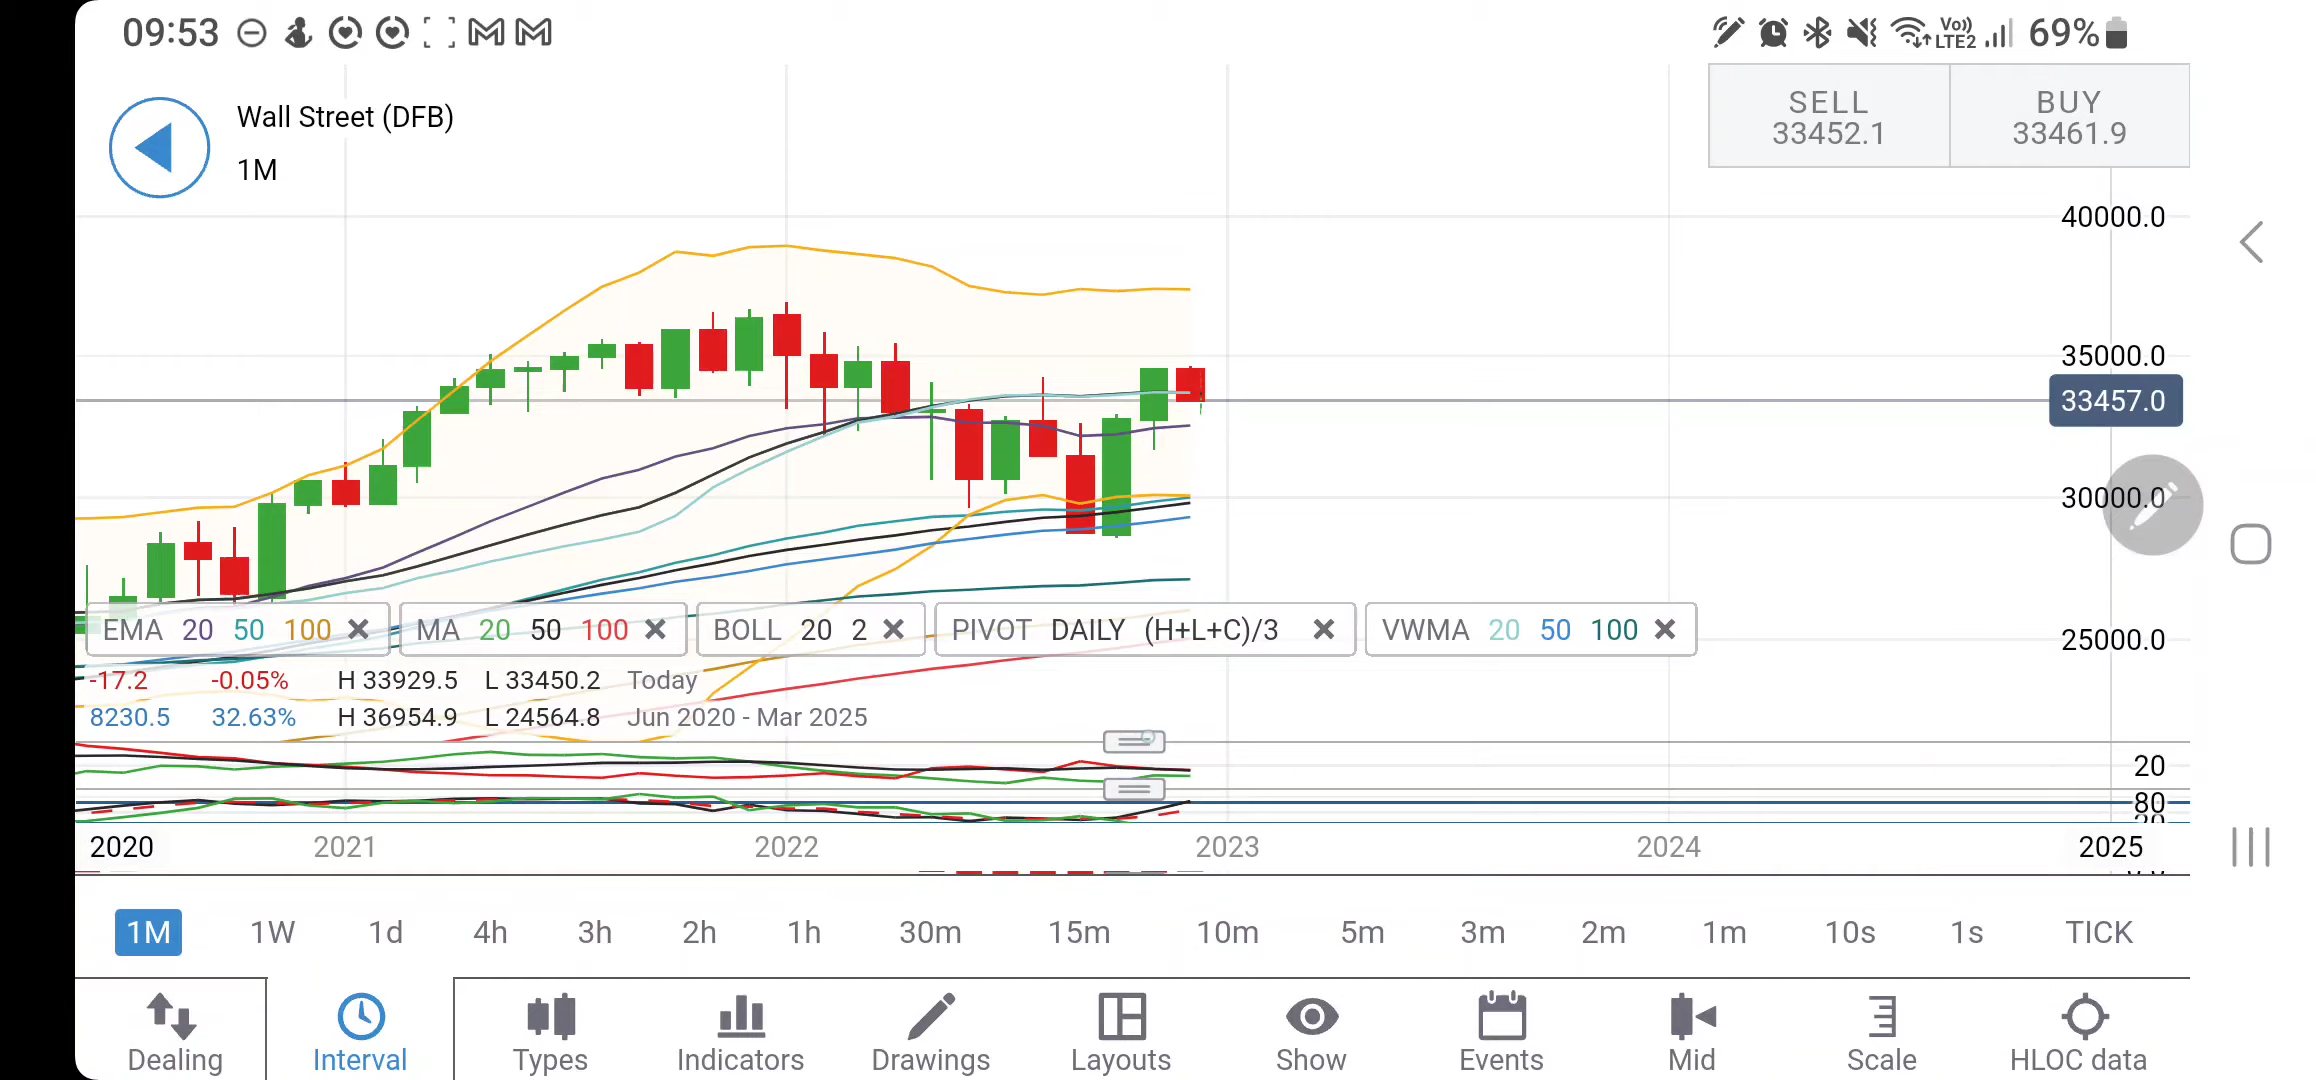 09:53
Vo)) LTE2 69%
Wall Street (DFB)
1M
SELL BUY
33452.1 33461.9
40000.0
35000.0
33457.0
30000.0
25000.0
EMA 20 50 100 MA 20 50 100 BOLL 20 2 PIVOT DAILY (H+L+C)/3 VWMA 20 50 100
-17.2 -0.05% H 33929.5 L 33450.2 Today
8230.5 32.63% H 36954.9 L 24564.8 Jun 2020 - Mar 2025
20
80
20
2020 2021 2022 2023 2024 2025
1M 1W 1d 4h 3h 2h 1h 30m 15m 10m 5m 3m 2m 1m 10s 1s TICK
Dealing Interval Types Indicators Drawings Layouts Show Events Mid Scale HLOC data